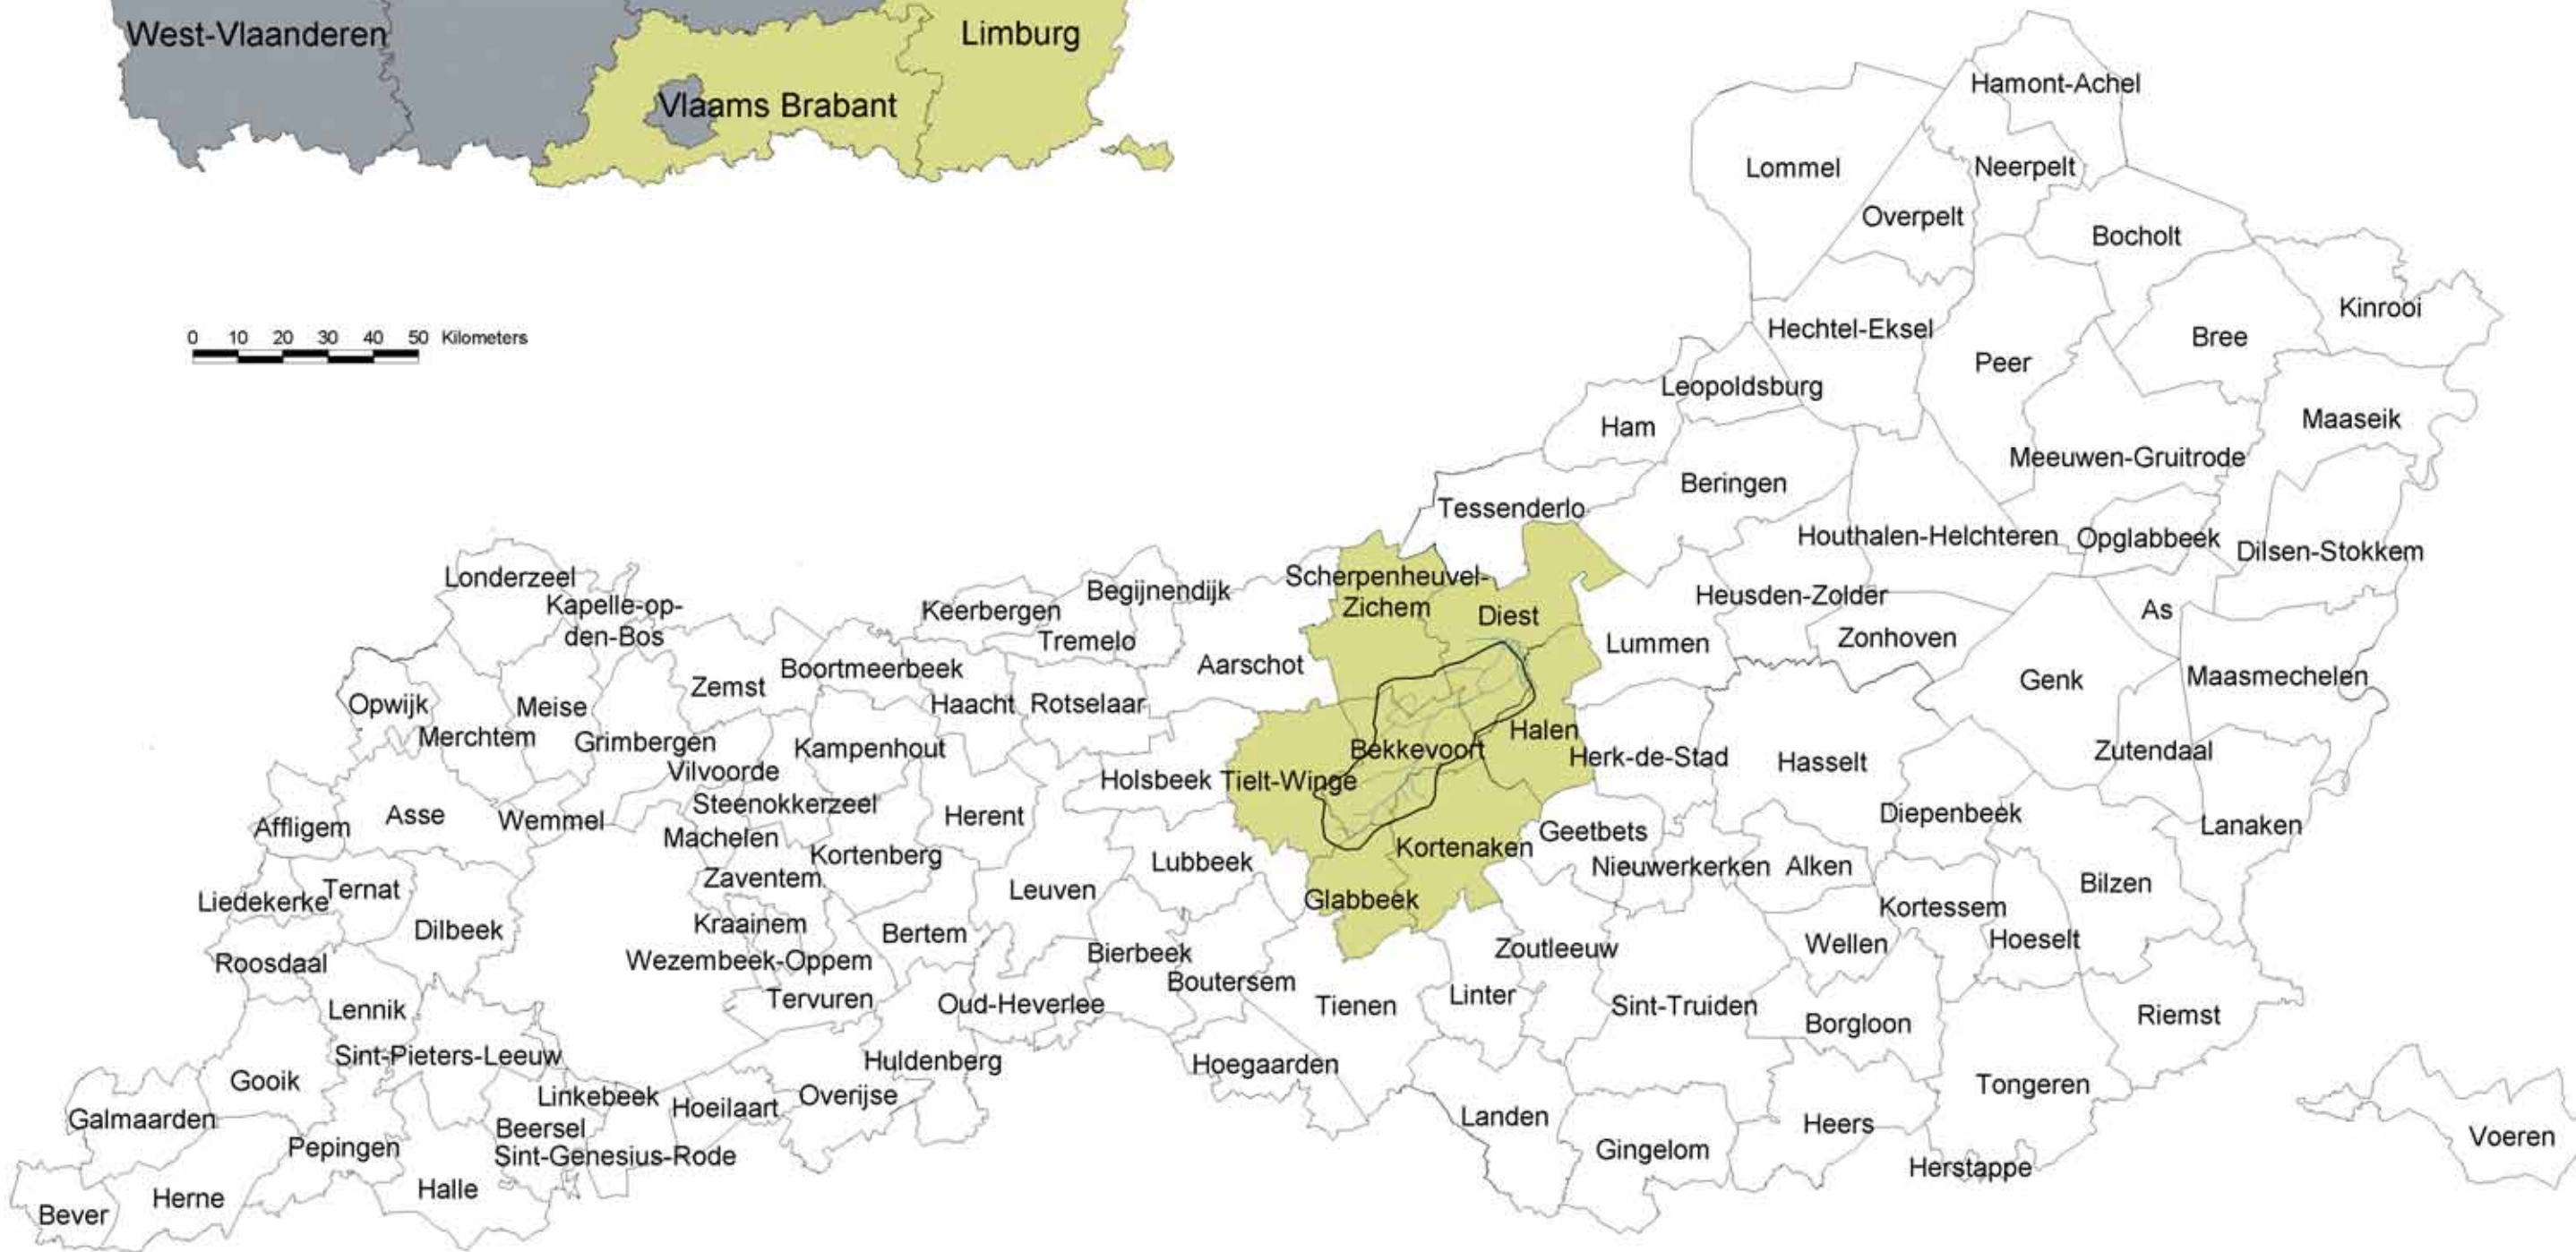 West-Vlaanderen
Limburg
Vlaams Brabant
0 10 20 30 40 50 Kilometers
Hamont-Achel
Lommel
Neerpelt
Overpelt
Bocholt
Kinrooi
Hechtel-Eksel
Bree
Peer
Leopoldsburg
Ham
Maaseik
Meeuwen-Gruitrode
Beringen
Tessenderlo
Houthalen-Helchteren
Opglabbeek
Dilsen-Stokkem
Londerzeel
Kapelle-op-
den-Bos
Keerbergen
Begijnendijk
Tremelo
Scherpenheuvel-
Zichem
Diest
Heusden-Zolder
As
Lummen
Zonhoven
Aarschot
Boortmeerbeek
Zemst
Genk
Maasmechelen
Opwijk
Meise
Haacht
Rotselaar
Merchtem
Grimbergen
Kampenhout
Halen
Bekkevoort
Herk-de-Stad
Hasselt
Zutendaal
Vilvoorde
Holsbeek
Tielt-Winge
Steenokkerzeel
Asse
Wemmel
Affligem
Machelen
Herent
Diepenbeek
Lanaken
Geetbets
Kortenaken
Kortenberg
Lubbeek
Nieuwerkerken
Alken
Zaventem
Leuven
Bilzen
Liedekerke
Ternat
Glabbeek
Kortessem
Dilbeek
Kraainem
Bertem
Hoeselt
Wellen
Bierbeek
Zoutleeuw
Roosdaal
Wezembeek-Oppem
Boutersem
Tervuren
Oud-Heverlee
Tienen
Linter
Sint-Truiden
Lennik
Borgloon
Riemst
Sint-Pieters-Leeuw
Huldenberg
Hoegaarden
Gooik
Tongeren
Linkebeek
Hoeilaart
Overijse
Galmaarden
Landen
Heers
Beersel
Voeren
Pepingen
Sint-Genesius-Rode
Gingelom
Herstappe
Halle
Herne
Bever